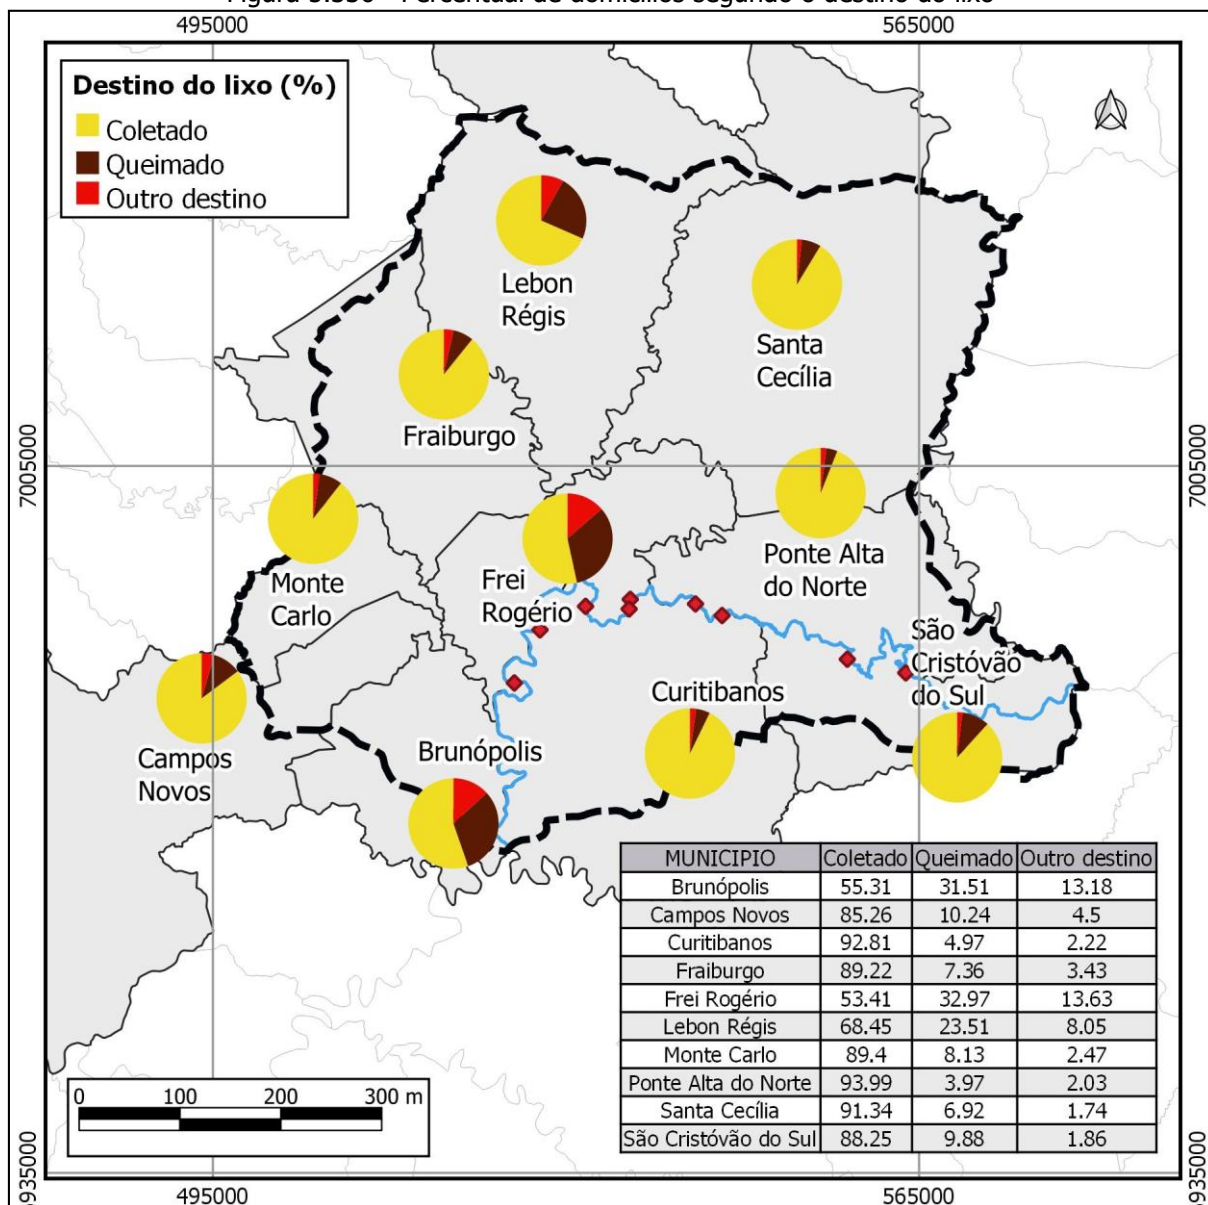 495000
565000
Destino do lixo (%)
Coletado
Queimado
Outro destino
Lebon
Régis
Santa
Cecília
Fraiburgo
7005000
7005000
Monte
Carlo
Frei
Rogério
Ponte Alta
do Norte
São
Cristóvão
do Sul
Curitibanos
Campos
Novos
Brunópolis
MUNICIPIO Coletado Queimado Outro destino
Brunópolis 55.31 31.51 13.18
Campos Novos 85.26 10.24 4.5
Curitibanos 92.81 4.97 2.22
Fraiburgo 89.22 7.36 3.43
Frei Rogério 53.41 32.97 13.63
Lebon Régis 68.45 23.51 8.05
Monte Carlo 89.4 8.13 2.47
Ponte Alta do Norte 93.99 3.97 2.03
Santa Cecília 91.34 6.92 1.74
São Cristóvão do Sul 88.25 9.88 1.86
0 100 200 300 m
495000
565000